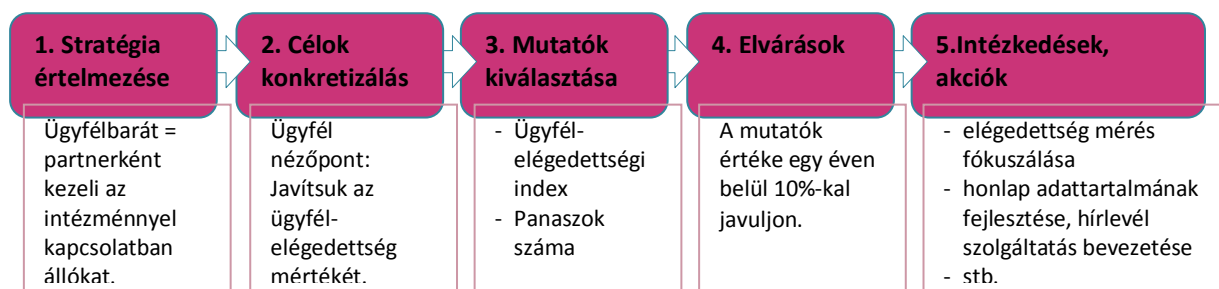 1. Stratégia
értelmezése
Ügyfélbarát =
partnerként
kezeli az
intézménnyel
kapcsolatban
állókat.
2. Célok
konkretizálás
Ügyfél
nézőpont:
Javítsuk az
ügyfél-
elégedettség
mértékét.
3. Mutatók
kiválasztása
- Ügyfél-
elégedettségi
index
- Panaszok
száma
4. Elvárások
A mutatók
értéke egy éven
belül 10%-kal
javuljon.
5.Intézkedések,
akciók
- elégedettség mérés
fókuszálása
- honlap adattartalmának
fejlesztése, hírlevél
szolgáltatás bevezetése
- stb.